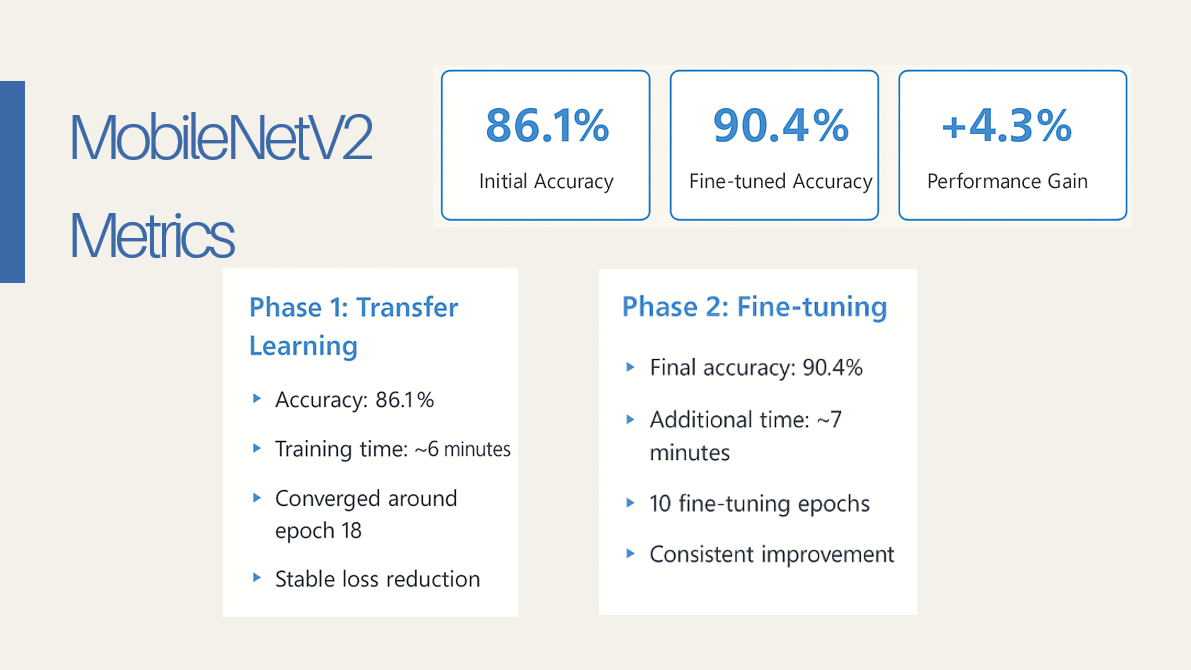 MobileNetV2
Metrics
86.1%
Initial Accuracy
90.4%
Fine-tuned Accuracy
+4.3%
Performance Gain
Phase 1: Transfer
Learning
Accuracy: 86.1%
Training time: ~6 minutes
Converged around
epoch 18
Stable loss reduction
Phase 2: Fine-tuning
Final accuracy: 90.4%
Additional time: ~7
minutes
10 fine-tuning epochs
Consistent improvement